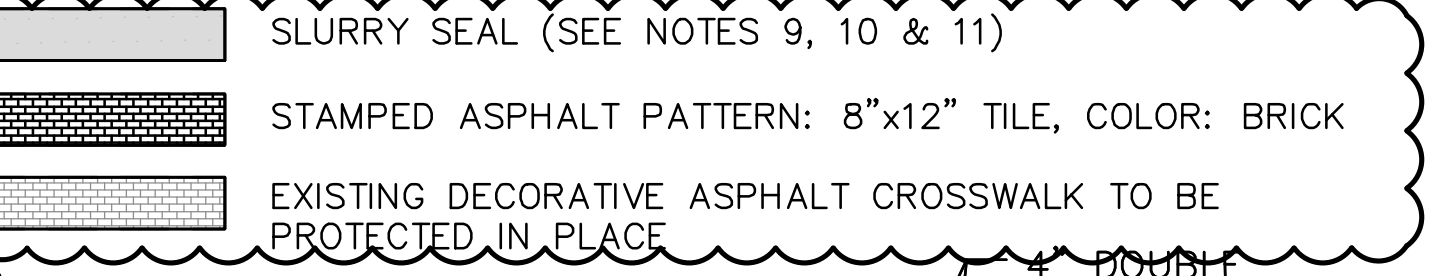 SLURRY SEAL (SEE NOTES 9, 10 & 11)
STAMPED ASPHALT PATTERN: 8”x12” TILE, COLOR: BRICK
EXISTING DECORATIVE ASPHALT CROSSWALK TO BE
PROTECTED IN PLACE
4” DOUBLE